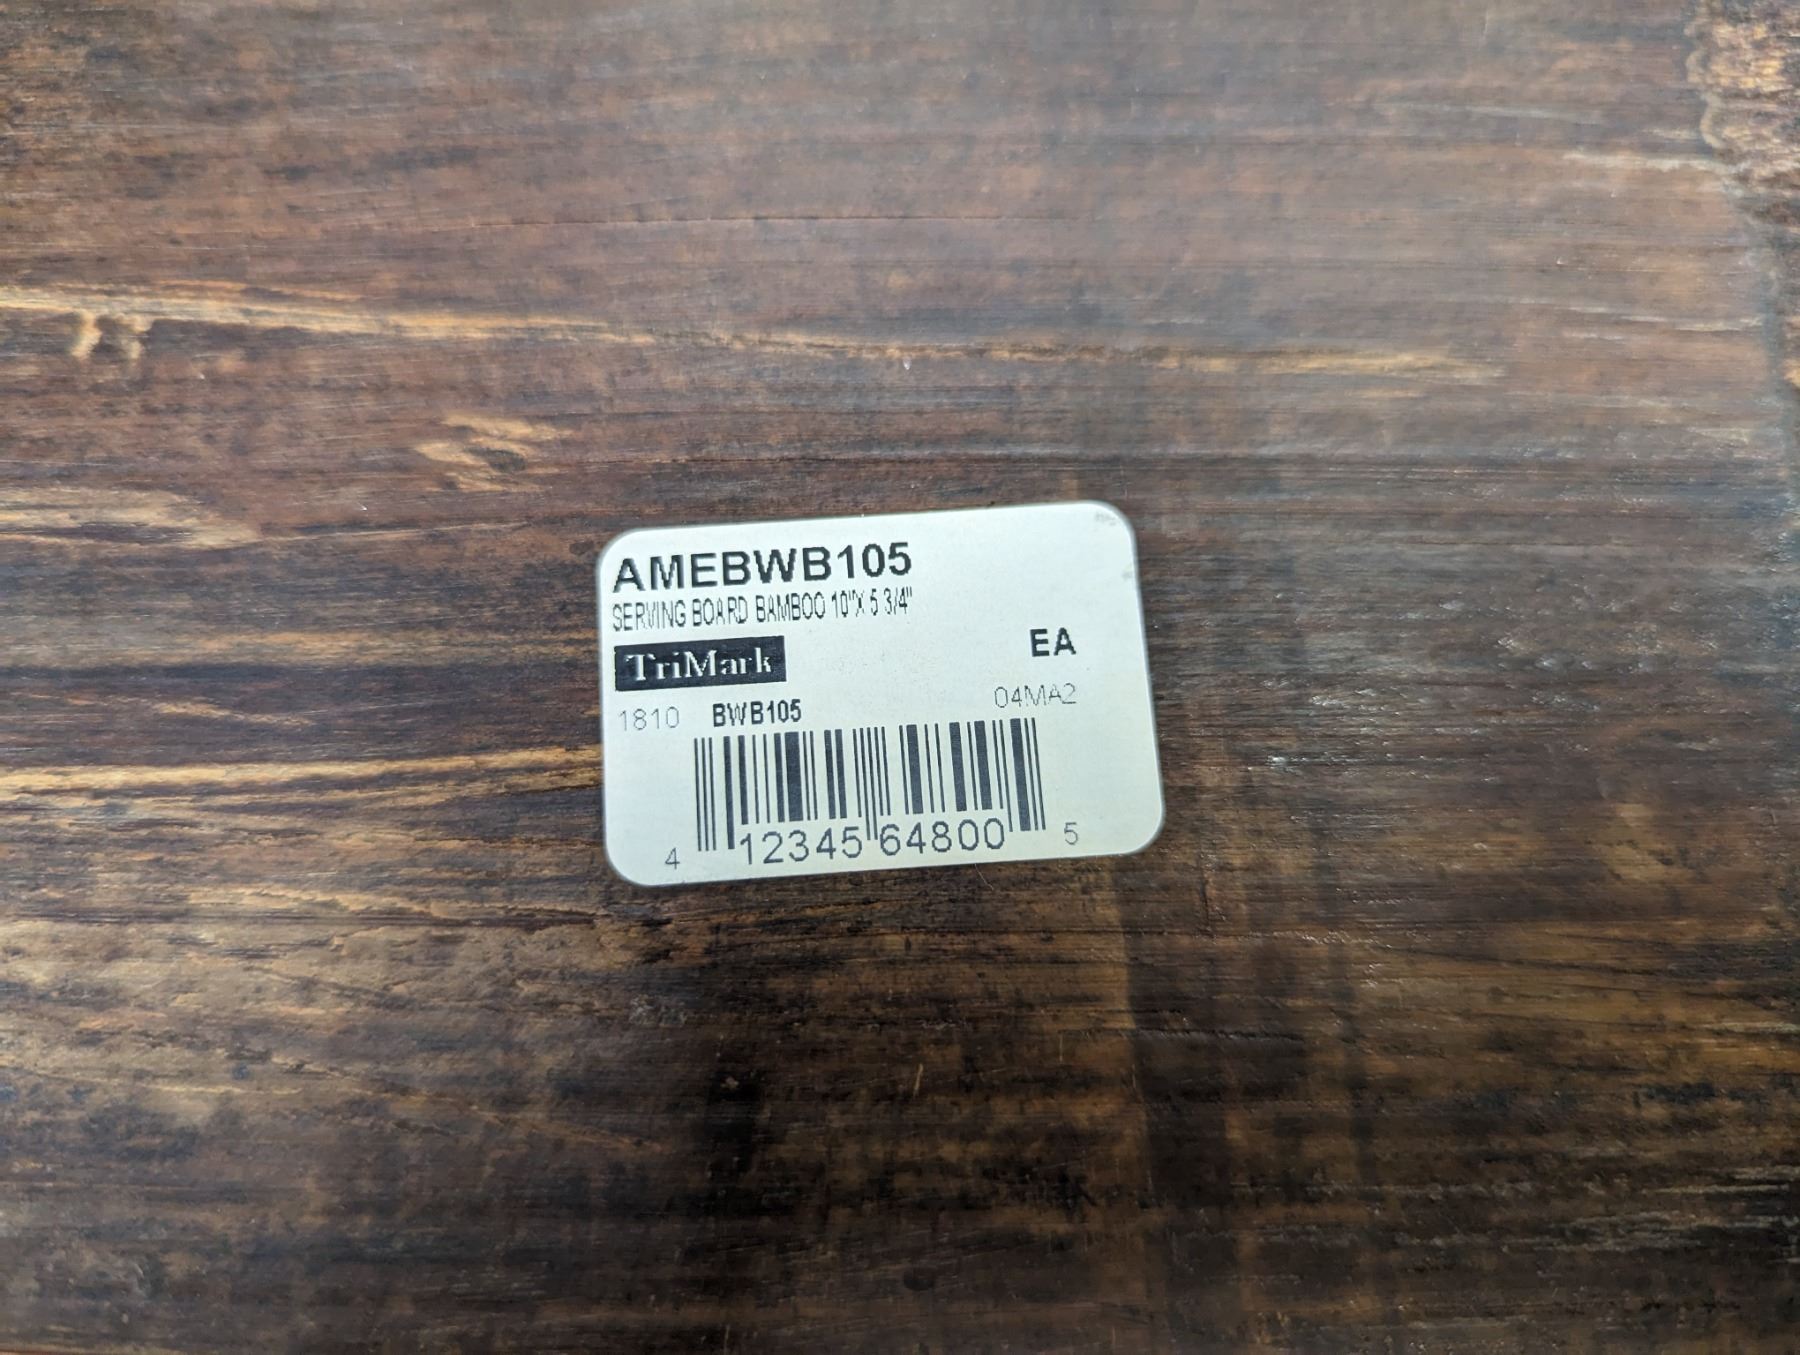 AMEBWB105
SERVING BOARD BAMBOO 10"X 5 3/4"
TriMark
EA
1810 BWB105 04MA2
4 12345 64800 5